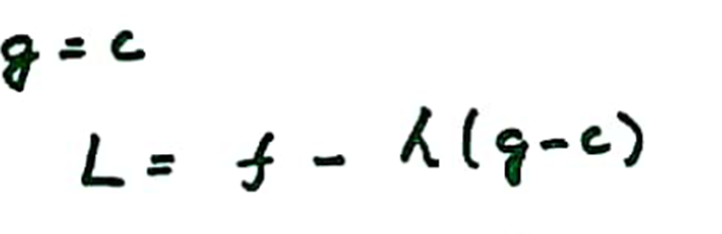 g = c
L = f - λ(g-c)